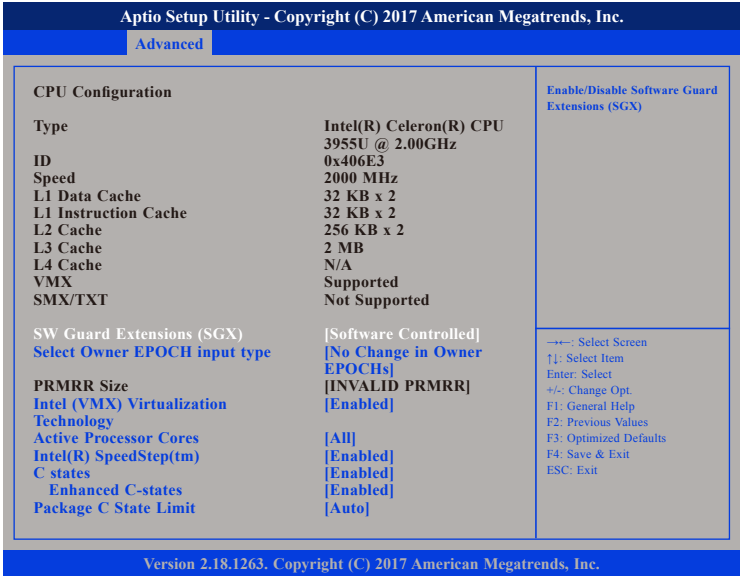 Aptio Setup Utility - Copyright (C) 2017 American Megatrends, Inc.
Advanced
CPU Configuration
Type Intel(R) Celeron(R) CPU
3955U @ 2.00GHz
ID 0x406E3
Speed 2000 MHz
L1 Data Cache 32 KB x 2
L1 Instruction Cache 32 KB x 2
L2 Cache 256 KB x 2
L3 Cache 2 MB
L4 Cache N/A
VMX Supported
SMX/TXT Not Supported
SW Guard Extensions (SGX) [Software Controlled]
Select Owner EPOCH input type [No Change in Owner
EPOCHs]
PRMRR Size [INVALID PRMRR]
Intel (VMX) Virtualization [Enabled]
Technology
Active Processor Cores [All]
Intel(R) SpeedStep(tm) [Enabled]
C states [Enabled]
Enhanced C-states [Enabled]
Package C State Limit [Auto]
Enable/Disable Software Guard
Extensions (SGX)
→←: Select Screen
↑↓: Select Item
Enter: Select
+/-: Change Opt.
F1: General Help
F2: Previous Values
F3: Optimized Defaults
F4: Save & Exit
ESC: Exit
Version 2.18.1263. Copyright (C) 2017 American Megatrends, Inc.